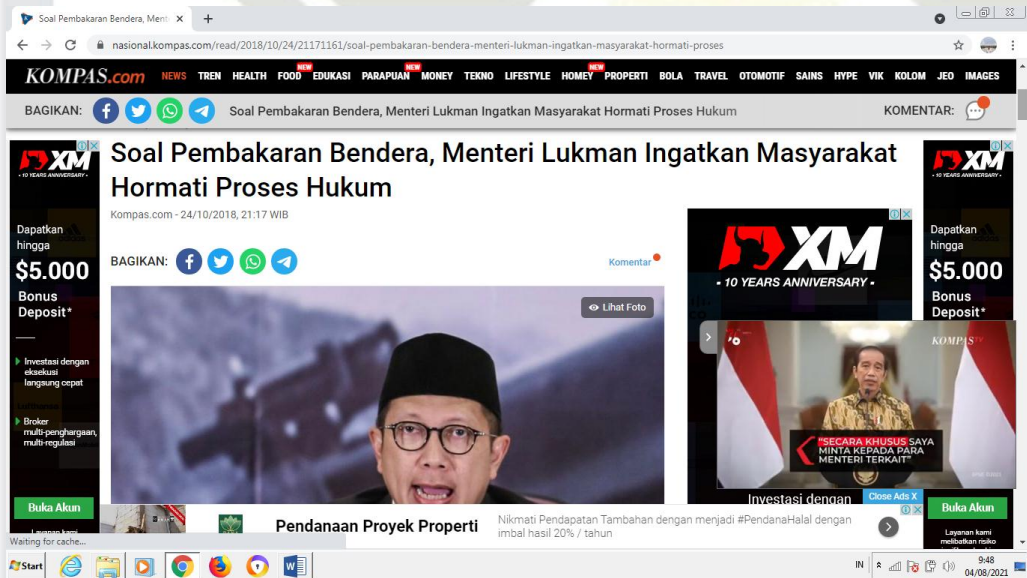 Soal Pembakaran Bendera, Ment
nasional.kompas.com/read/2018/10/24/21171161/soal-pembakaran-bendera-menteri-lukman-ingatkan-masyarakat-hormati-proses
KOMPAS.com NEWS TREN HEALTH FOOD NEW EDUKASI PARAPUAN NEW MONEY TEKNO LIFESTYLE HOMEY NEW PROPERTI BOLA TRAVEL OTOMOTIF SAINS HYPE VIK KOLOM JEO IMAGES
BAGIKAN: Soal Pembakaran Bendera, Menteri Lukman Ingatkan Masyarakat Hormati Proses Hukum KOMENTAR:
Soal Pembakaran Bendera, Menteri Lukman Ingatkan Masyarakat
Hormati Proses Hukum
Kompas.com - 24/10/2018, 21:17 WIB
BAGIKAN:
Komentar
Lihat Foto
XM
10 YEARS ANNIVERSARY
Dapatkan
hingga
$5.000
Bonus
Deposit*
Investasi dengan
eksekusi
langsung cepat
Broker
multi-penghargaan,
multi-regulasi
Buka Akun
Layanan kami
XM
10 YEARS ANNIVERSARY
KOMPAS TV
"SECARA KHUSUS SAYA
MINTA KEPADA PARA
MENTERI TERKAIT"
Investasi dengan
Close Ads X
XM
10 YEARS ANNIVERSARY
Dapatkan
hingga
$5.000
Bonus
Deposit*
Buka Akun
Layanan kami
melibatkan risiko
Pendanaan Proyek Properti
Nikmati Pendapatan Tambahan dengan menjadi #PendanaHalal dengan
imbal hasil 20% / tahun
Waiting for cache...
Start
IN
9:48
04/08/2021